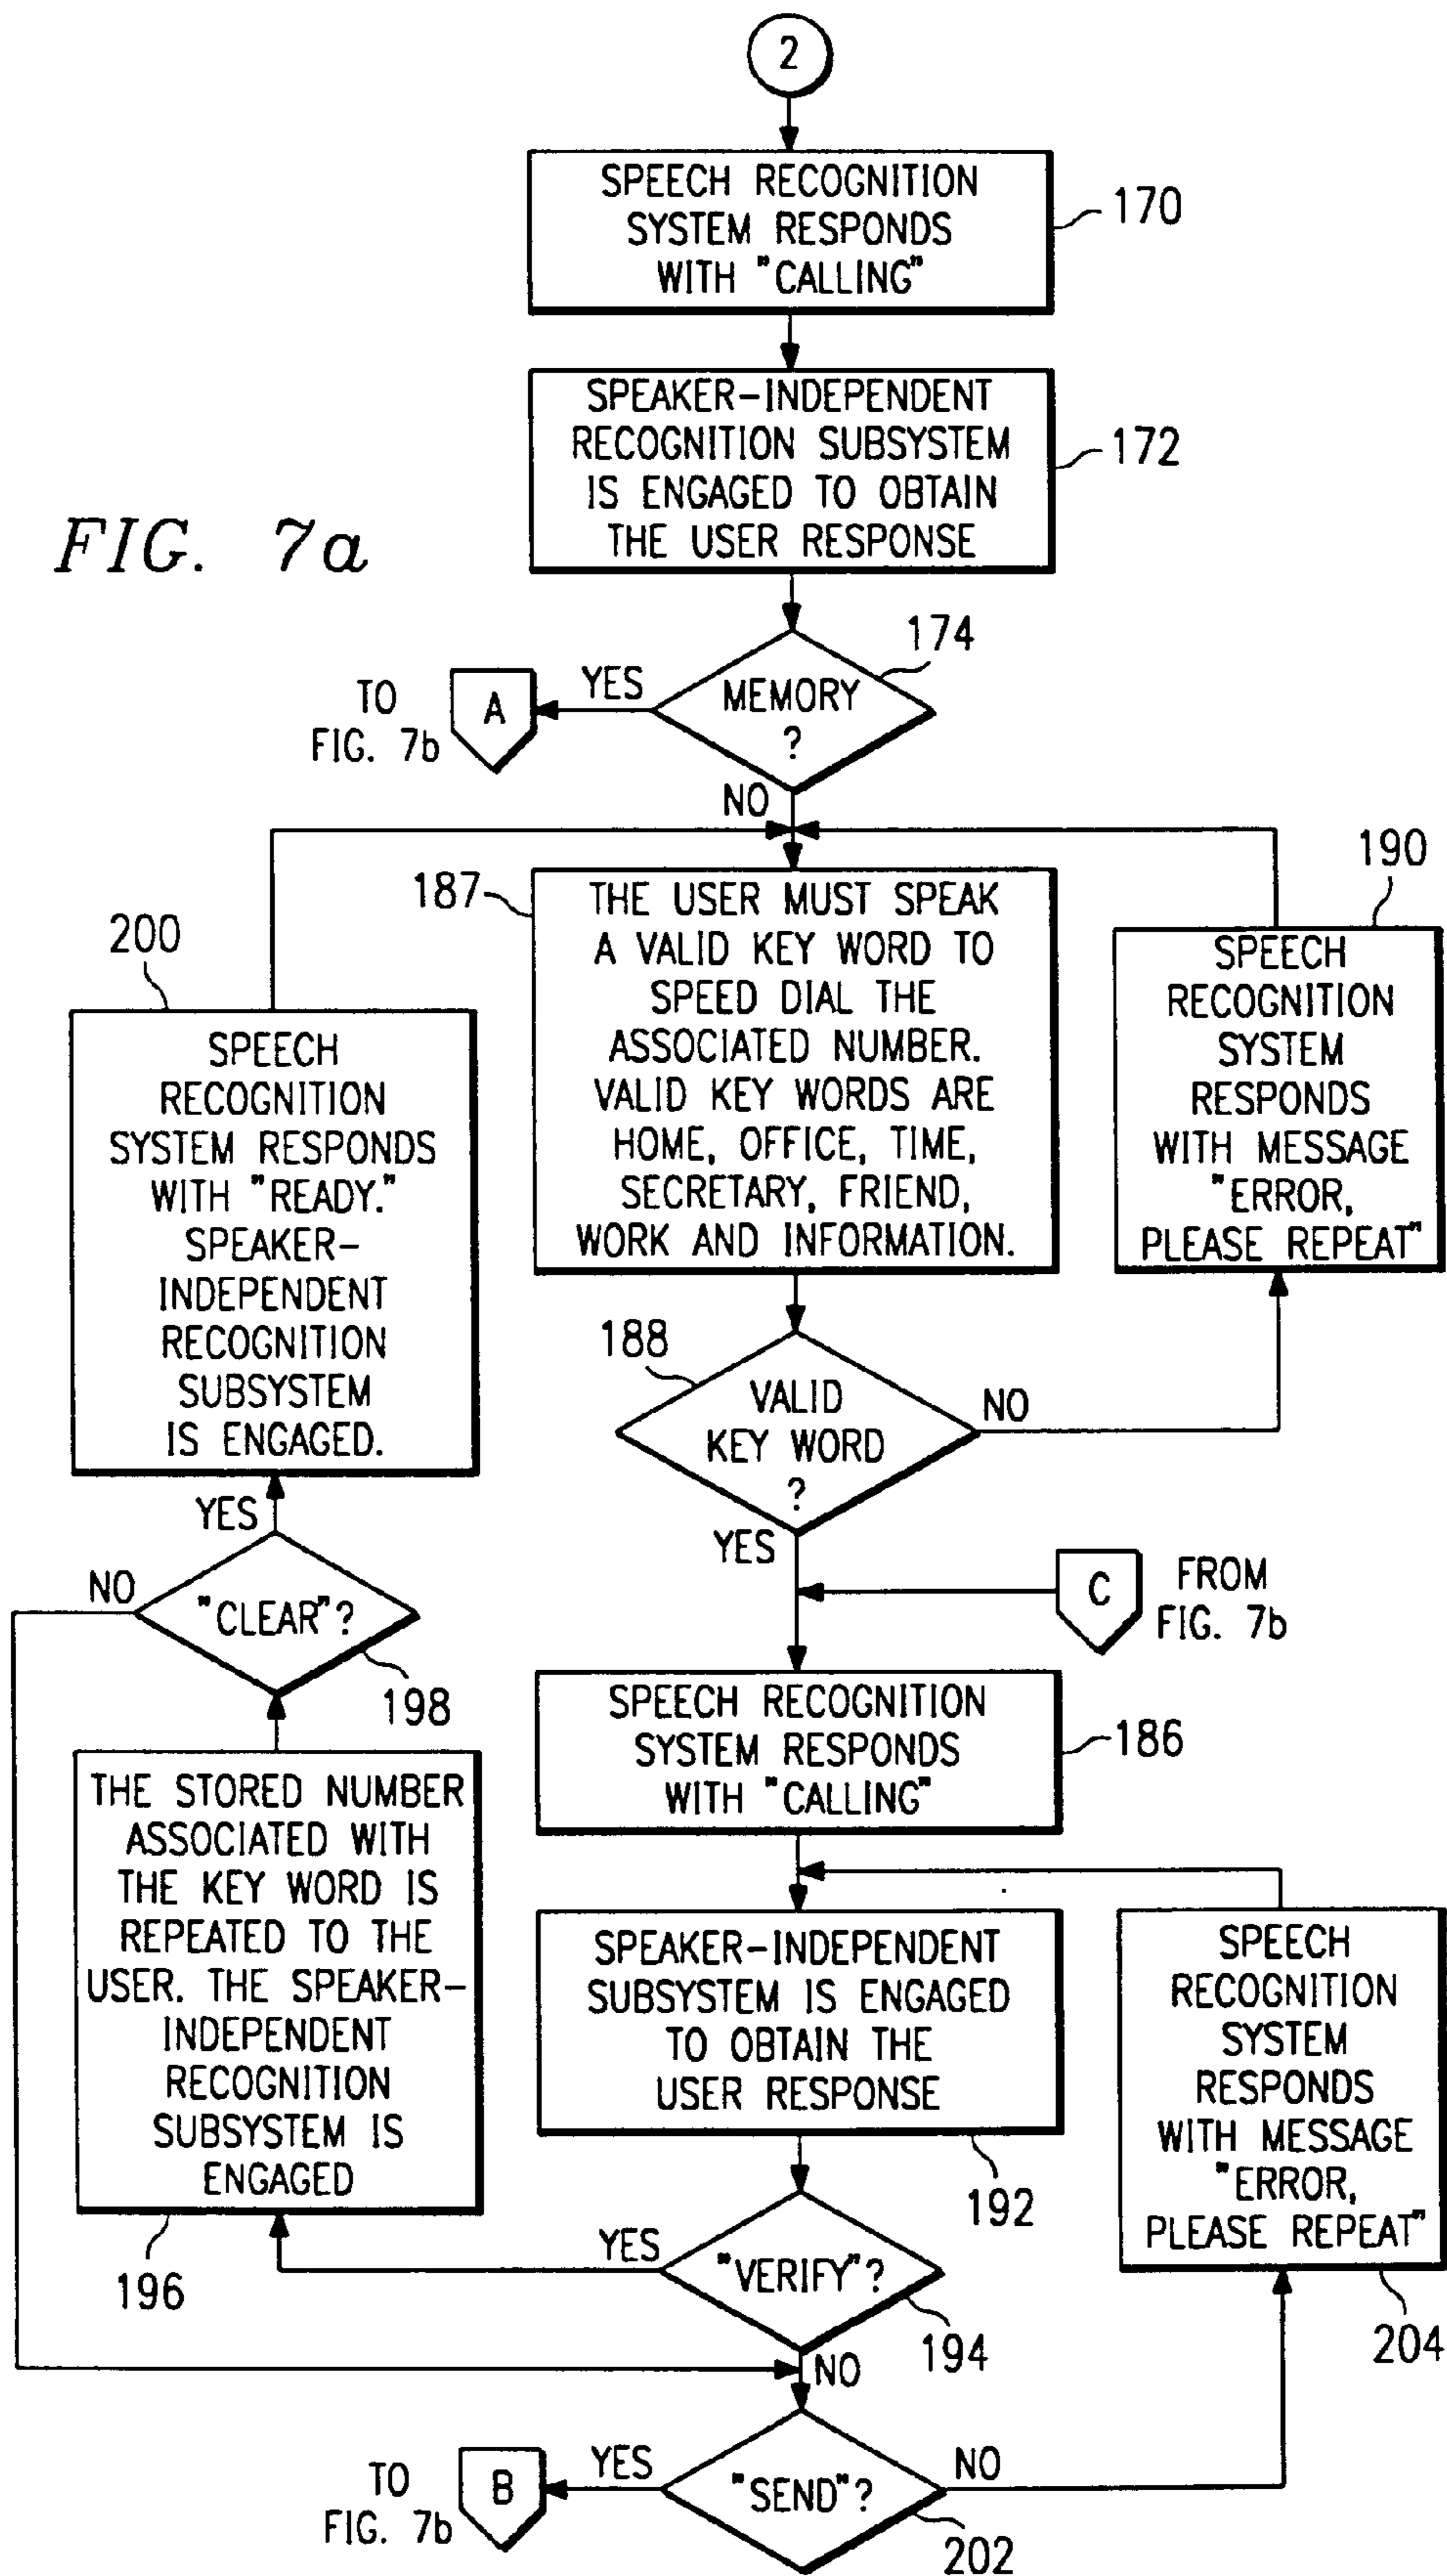 2
SPEECH RECOGNITION
SYSTEM RESPONDS
WITH "CALLING"
170
SPEAKER-INDEPENDENT
RECOGNITION SUBSYSTEM
IS ENGAGED TO OBTAIN
THE USER RESPONSE
172
FIG. 7a
174
MEMORY
?
YES
A
TO
FIG. 7b
NO
187
THE USER MUST SPEAK
A VALID KEY WORD TO
SPEED DIAL THE
ASSOCIATED NUMBER.
VALID KEY WORDS ARE
HOME, OFFICE, TIME,
SECRETARY, FRIEND,
WORK AND INFORMATION.
190
SPEECH
RECOGNITION
SYSTEM
RESPONDS
WITH MESSAGE
"ERROR,
PLEASE REPEAT"
200
SPEECH
RECOGNITION
SYSTEM RESPONDS
WITH "READY."
SPEAKER-
INDEPENDENT
RECOGNITION
SUBSYSTEM
IS ENGAGED.
188
VALID
KEY WORD
?
NO
YES
C
FROM
FIG. 7b
YES
NO
"CLEAR"?
198
SPEECH RECOGNITION
SYSTEM RESPONDS
WITH "CALLING"
186
THE STORED NUMBER
ASSOCIATED WITH
THE KEY WORD IS
REPEATED TO THE
USER. THE SPEAKER-
INDEPENDENT
RECOGNITION
SUBSYSTEM IS
ENGAGED
196
SPEAKER-INDEPENDENT
SUBSYSTEM IS ENGAGED
TO OBTAIN THE
USER RESPONSE
192
SPEECH
RECOGNITION
SYSTEM
RESPONDS
WITH MESSAGE
"ERROR,
PLEASE REPEAT"
204
YES
"VERIFY"?
194
NO
TO
FIG. 7b
B
YES
"SEND"?
NO
202